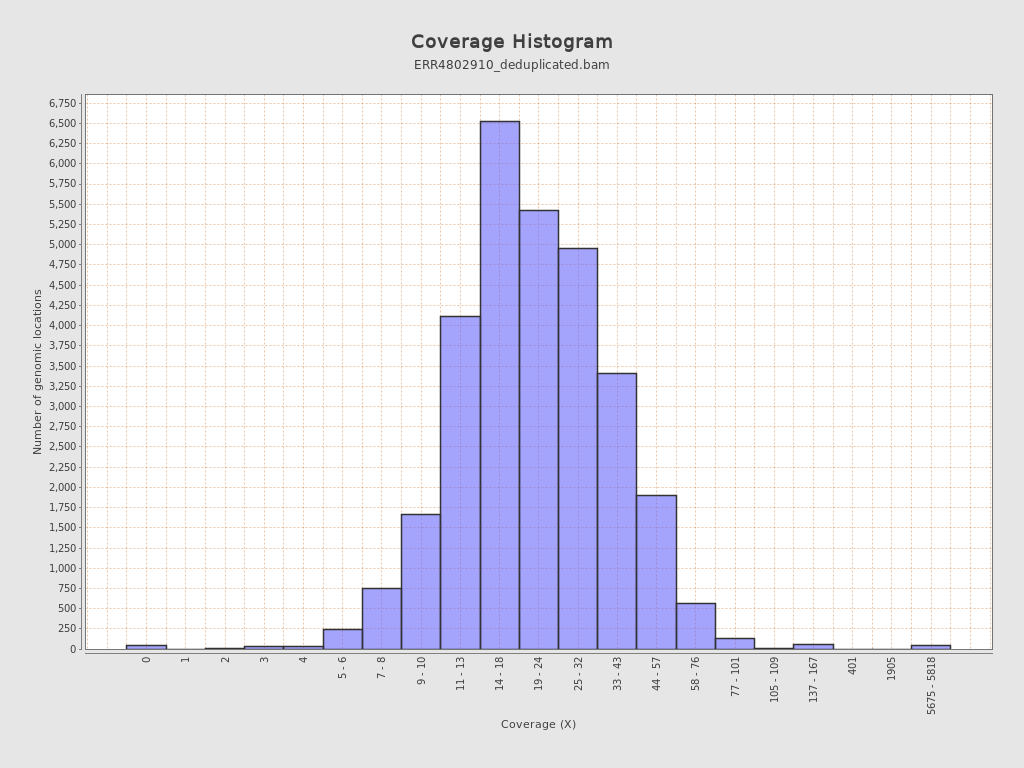 Coverage Histogram
ERR4802910_deduplicated.bam
Number of genomic locations
6,750
6,500
6,250
6,000
5,750
5,500
5,250
5,000
4,750
4,500
4,250
4,000
3,750
3,500
3,250
3,000
2,750
2,500
2,250
2,000
1,750
1,500
1,250
1,000
750
500
250
0
0
1
2
3
4
5 - 6
7 - 8
9 - 10
11 - 13
14 - 18
19 - 24
25 - 32
33 - 43
44 - 57
58 - 76
77 - 101
105 - 109
137 - 167
401
1905
5675 - 5818
Coverage (X)